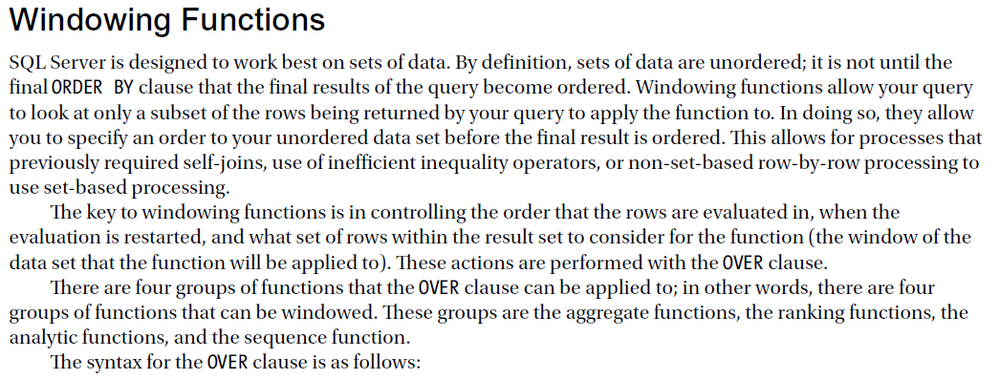 Windowing Functions
SQL Server is designed to work best on sets of data. By definition, sets of data are unordered; it is not until the
final ORDER BY clause that the final results of the query become ordered. Windowing functions allow your query
to look at only a subset of the rows being returned by your query to apply the function to. In doing so, they allow
you to specify an order to your unordered data set before the final result is ordered. This allows for processes that
previously required self-joins, use of inefficient inequality operators, or non-set-based row-by-row processing to
use set-based processing.
The key to windowing functions is in controlling the order that the rows are evaluated in, when the
evaluation is restarted, and what set of rows within the result set to consider for the function (the window of the
data set that the function will be applied to). These actions are performed with the OVER clause.
There are four groups of functions that the OVER clause can be applied to; in other words, there are four
groups of functions that can be windowed. These groups are the aggregate functions, the ranking functions, the
analytic functions, and the sequence function.
The syntax for the OVER clause is as follows: